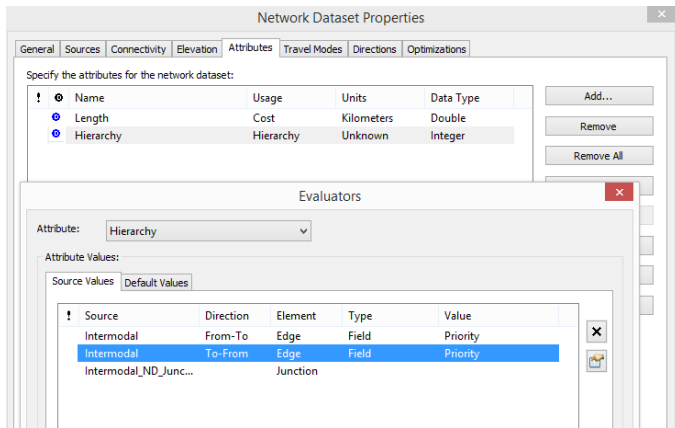 Network Dataset Properties
General Sources Connectivity Elevation Attributes Travel Modes Directions Optimizations
Specify the attributes for the network dataset:
! Name Usage Units Data Type
Length Cost Kilometers Double
Hierarchy Hierarchy Unknown Integer
Add...
Remove
Remove All
Evaluators
Attribute: Hierarchy
Attribute Values:
Source Values Default Values
! Source Direction Element Type Value
Intermodal From-To Edge Field Priority
Intermodal To-From Edge Field Priority
Intermodal_ND_Junc... Junction